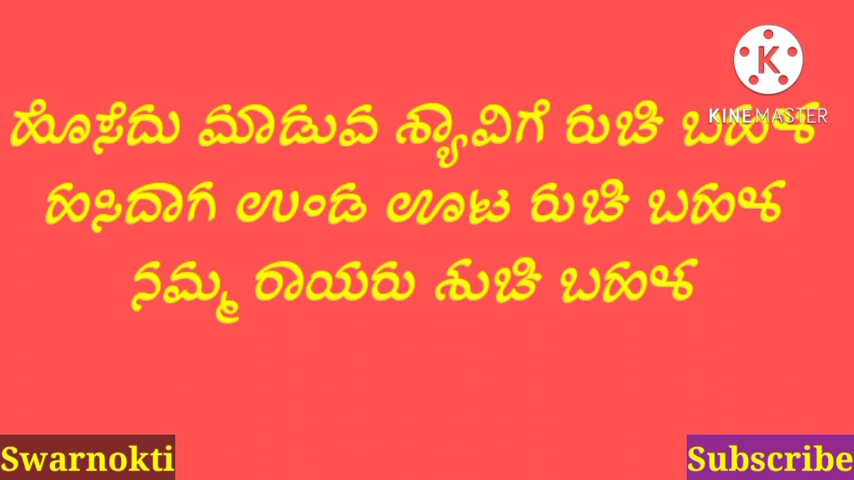 KINEMASTER
ಹೊಸೆದು ಮಾಡುವ ಶ್ಯಾವಿಗೆ ರುಚಿ ಬಹಳ
ಹಸಿದಾಗ ಉಂಡ ಊಟ ರುಚಿ ಬಹಳ
ನಮ್ಮ ರಾಯರು ಶುಚಿ ಬಹಳ
Swarnokti
Subscribe